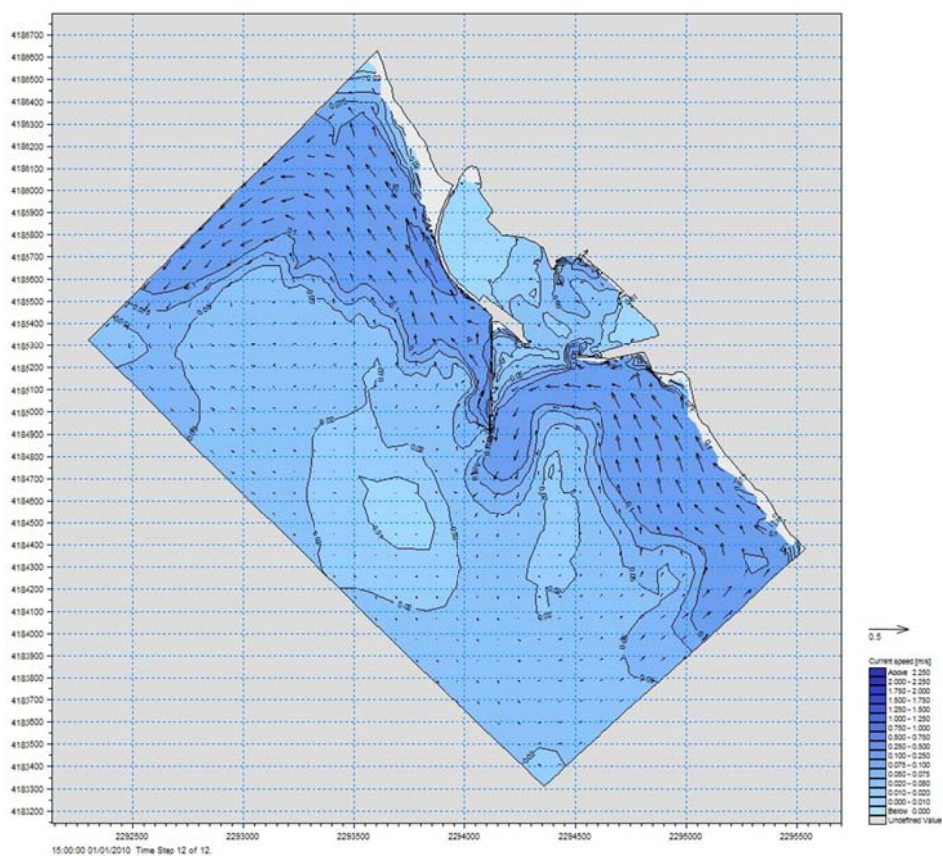 4186700
4186600
4186500
4186400
4186300
4186200
4186100
4186000
4185900
4185800
4185700
4185600
4185500
4185400
4185300
4185200
4185100
4185000
4184900
4184800
4184700
4184600
4184500
4184400
4184300
4184200
4184100
4184000
4183900
4183800
4183700
4183600
4183500
4183400
4183300
4183200
2292500 2293000 2293500 2294000 2294500 2295000 2295500
15:00:00 01/01/2010 Time Step 12 of 12.
0.5
Current speed [m/s]
Above 2.250
2.000 - 2.250
1.750 - 2.000
1.500 - 1.750
1.250 - 1.500
1.000 - 1.250
0.750 - 1.000
0.500 - 0.750
0.250 - 0.500
0.100 - 0.250
0.075 - 0.100
0.050 - 0.075
0.020 - 0.050
0.010 - 0.020
0.000 - 0.010
Below 0.000
Undefined Value